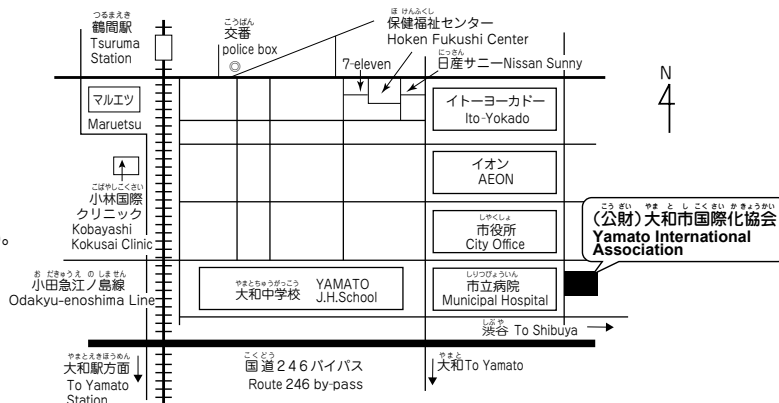 つるまえき
鶴間駅
Tsuruma
Station
こうばん
交番
police box
◎
ほけんふくし
保健福祉センター
Hoken Fukushi Center
7-eleven
にっさん
日産サニーNissan Sunny
N
マルエツ
Maruetsu
イトーヨーカドー
Ito-Yokado
こばやしこくさい
小林国際
クリニック
Kobayashi
Kokusai Clinic
イオン
AEON
。
しやくしょ
市役所
City Office
こうざい やまとしこくさいかきょうかい
(公財)大和市国際化協会
Yamato International
Association
おだきゅうえのしません
小田急江ノ島線
Odakyu-enoshima Line
やまとちゅうがっこう
大和中学校 YAMATO
J.H.School
しりつびょういん
市立病院
Municipal Hospital
しぶや
渋谷 To Shibuya
やまとえきほうめん
大和駅方面
To Yamato
Station
こくどう
国道246バイパス
Route 246 by-pass
やまと
大和To Yamato